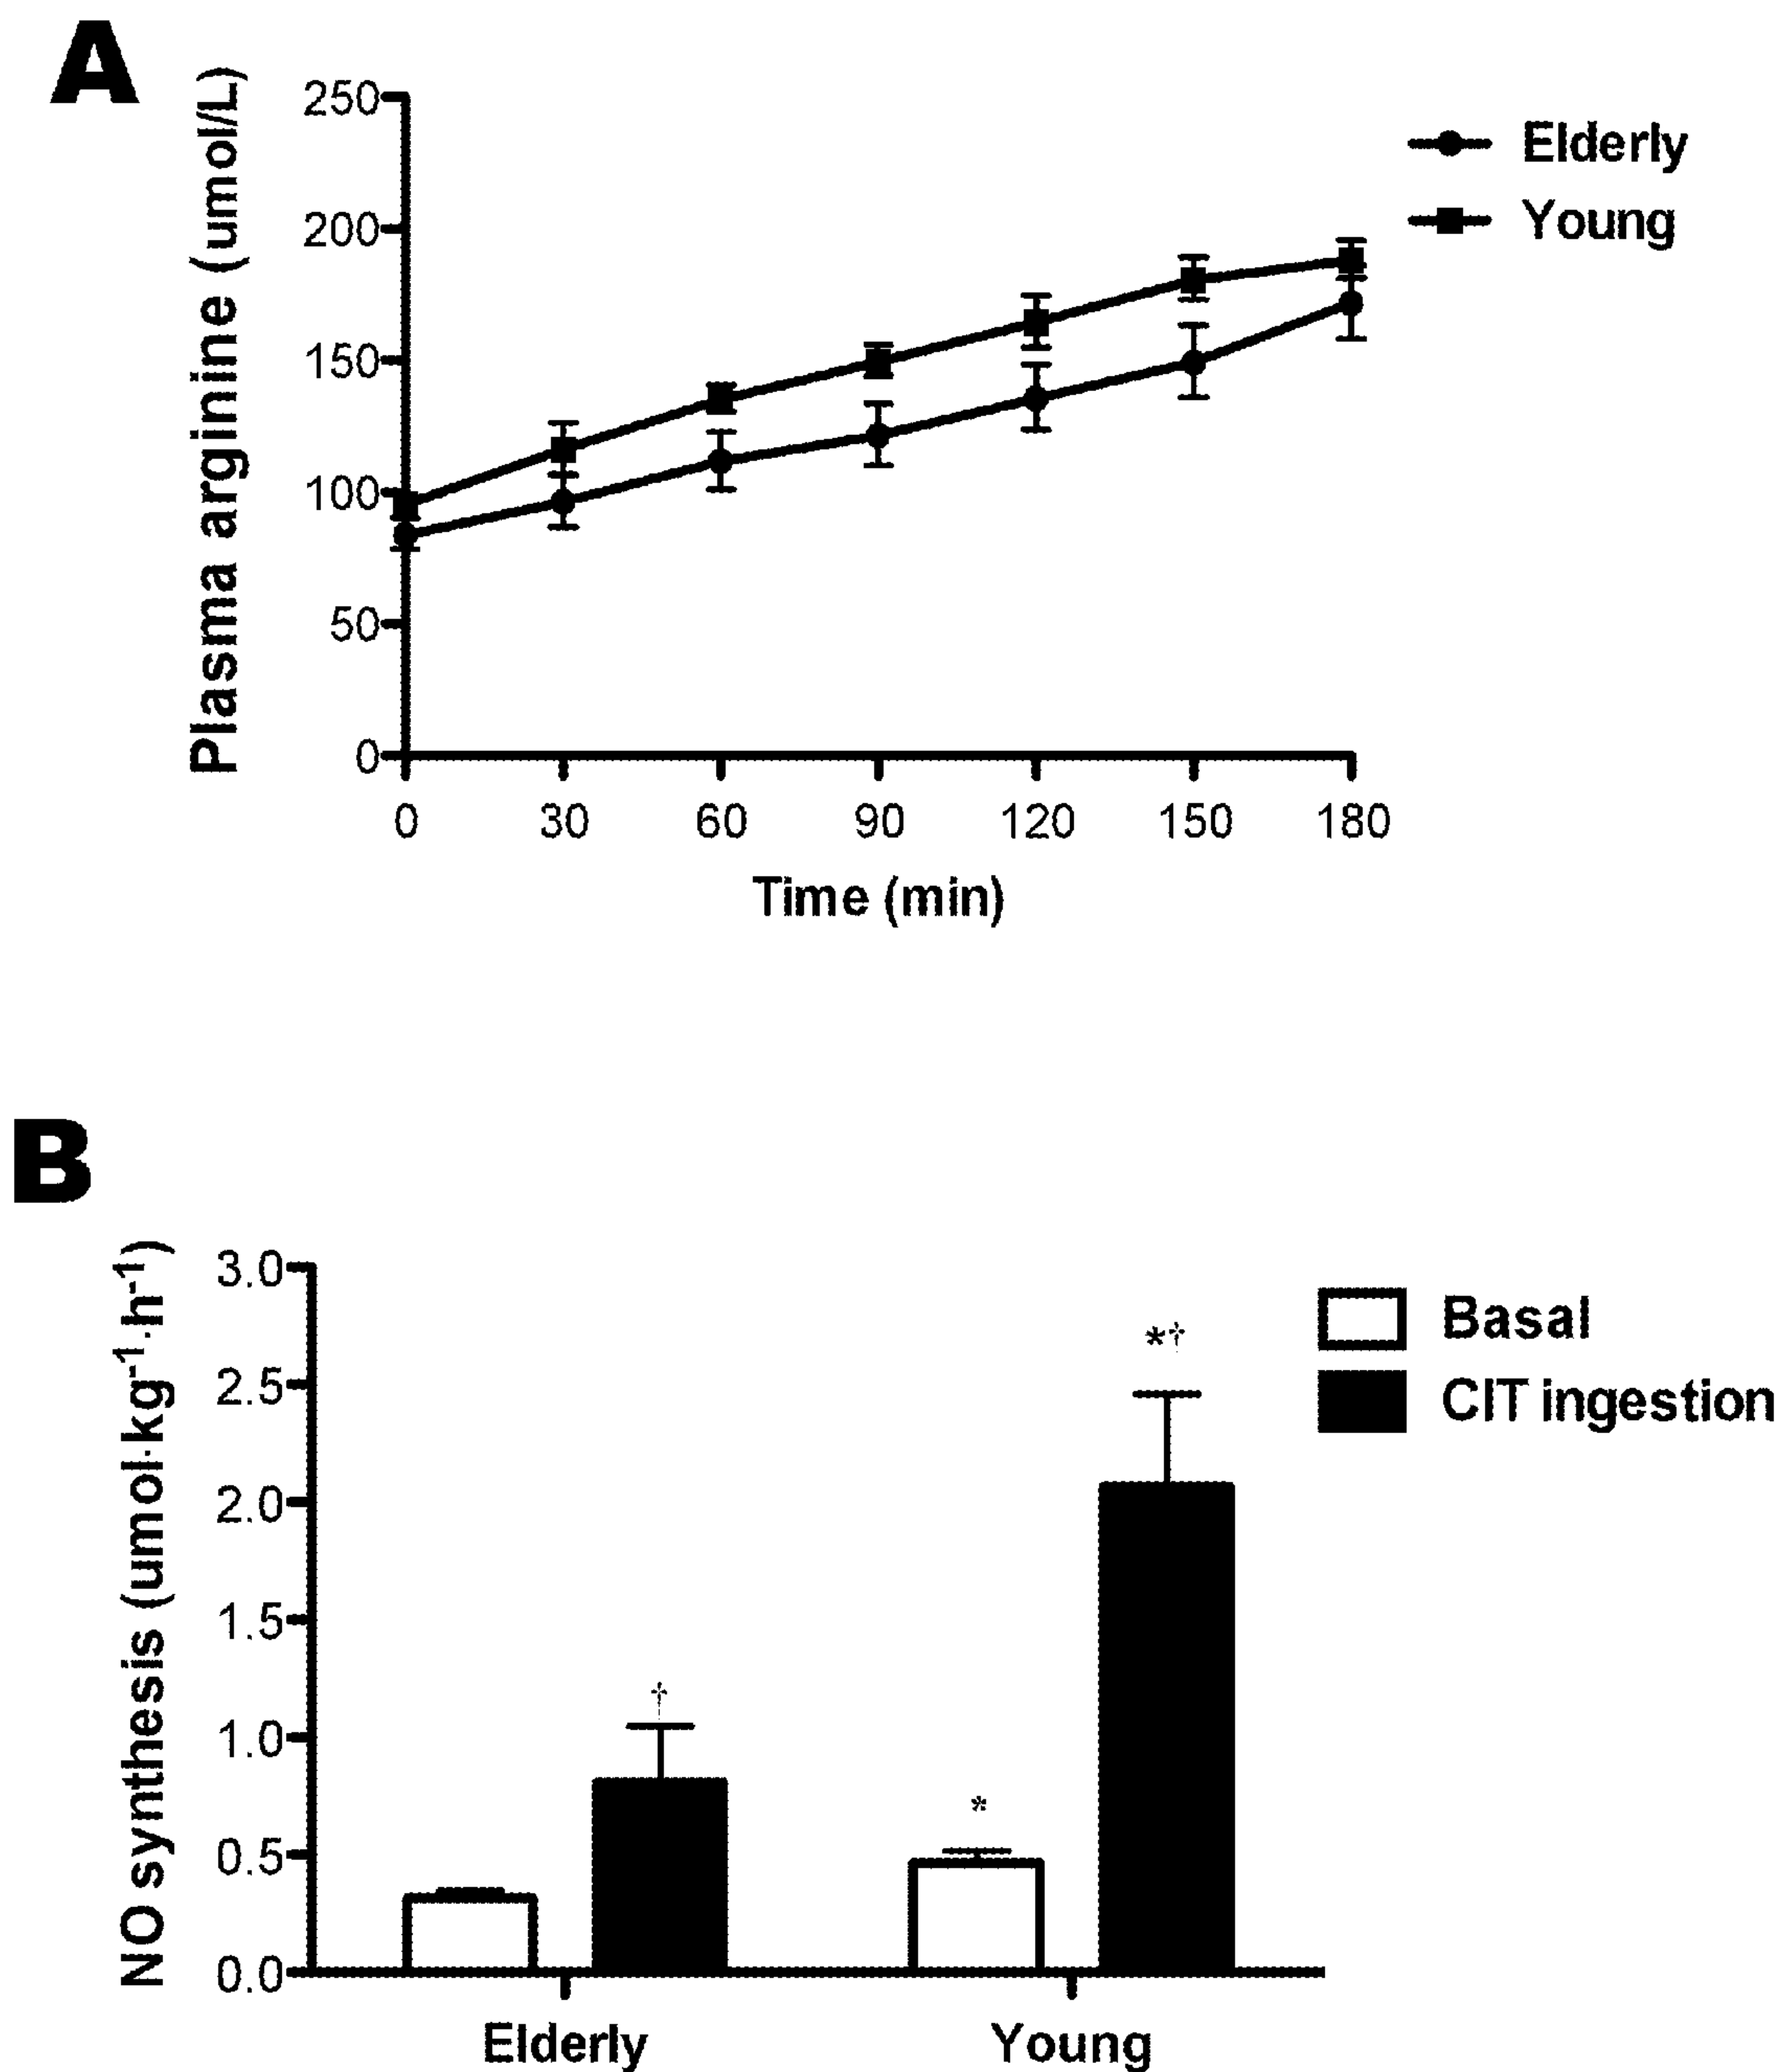 A
Plasma arginine (umol/L)
250
200
150
100
50
0
0 30 60 90 120 150 180
Time (min)
Elderly
Young
B
NO synthesis (umol·kg⁻¹·h⁻¹)
3.0
2.5
2.0
1.5
1.0
0.5
0.0
†
*
*†
Elderly Young
Basal
CIT ingestion